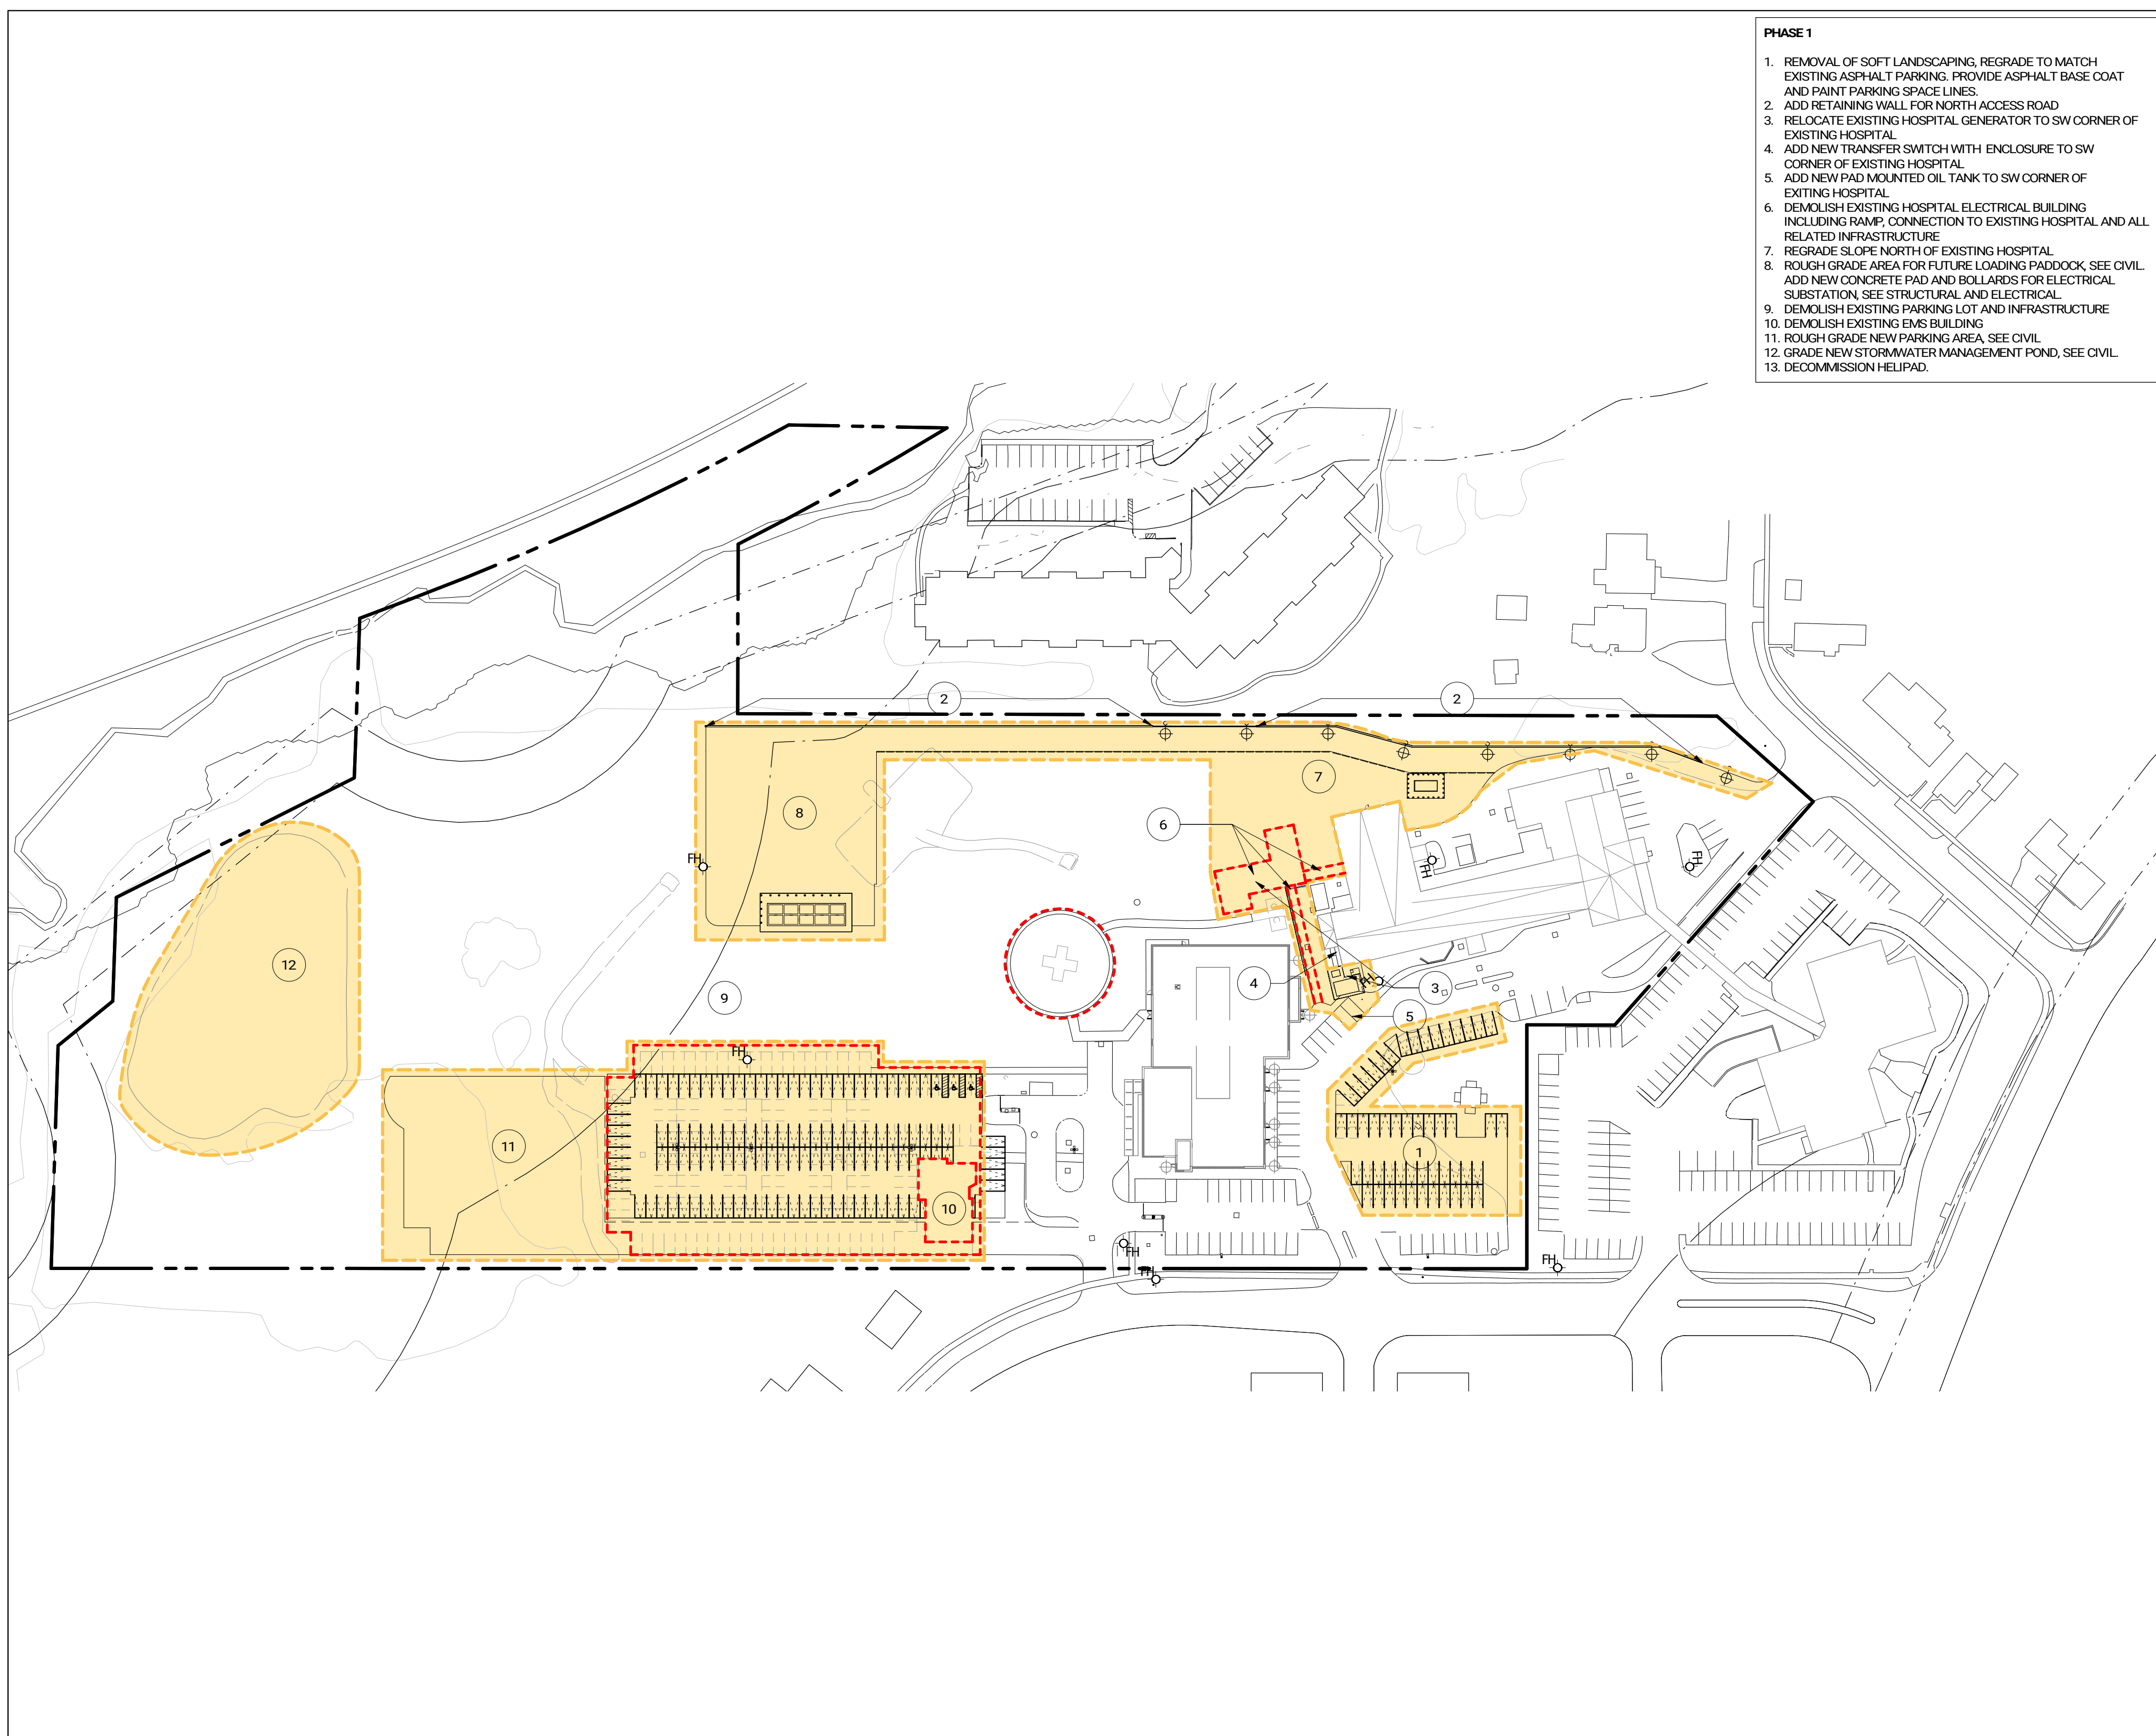 PHASE 1
1. REMOVAL OF SOFT LANDSCAPING, REGRADE TO MATCH
EXISTING ASPHALT PARKING. PROVIDE ASPHALT BASE COAT
AND PAINT PARKING SPACE LINES.
2. ADD RETAINING WALL FOR NORTH ACCESS ROAD
3. RELOCATE EXISTING HOSPITAL GENERATOR TO SW CORNER OF
EXISTING HOSPITAL
4. ADD NEW TRANSFER SWITCH WITH ENCLOSURE TO SW
CORNER OF EXISTING HOSPITAL
5. ADD NEW PAD MOUNTED OIL TANK TO SW CORNER OF
EXITING HOSPITAL
6. DEMOLISH EXISTING HOSPITAL ELECTRICAL BUILDING
INCLUDING RAMP, CONNECTION TO EXISTING HOSPITAL AND ALL
RELATED INFRASTRUCTURE
7. REGRADE SLOPE NORTH OF EXISTING HOSPITAL
8. ROUGH GRADE AREA FOR FUTURE LOADING PADDOCK, SEE CIVIL.
ADD NEW CONCRETE PAD AND BOLLARDS FOR ELECTRICAL
SUBSTATION, SEE STRUCTURAL AND ELECTRICAL.
9. DEMOLISH EXISTING PARKING LOT AND INFRASTRUCTURE
10. DEMOLISH EXISTING EMS BUILDING
11. ROUGH GRADE NEW PARKING AREA, SEE CIVIL
12. GRADE NEW STORMWATER MANAGEMENT POND, SEE CIVIL.
13. DECOMMISSION HELIPAD.
2
2
7
8
6
FH
FH
FH
12
4
FH
3
9
5
FH
11
1
10
FH
FH
FH